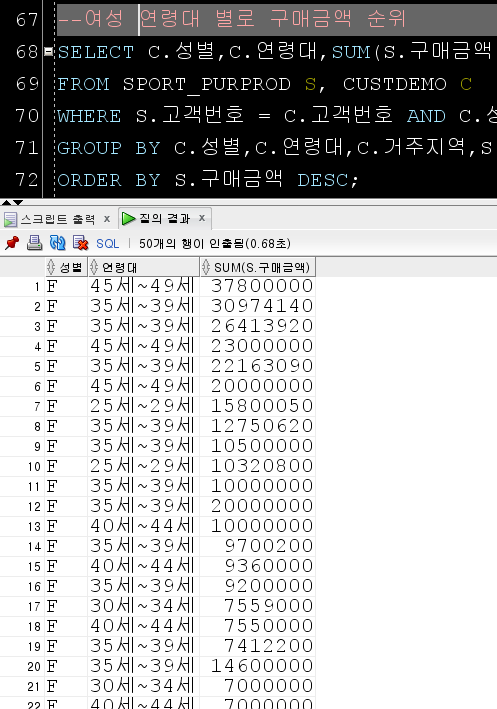 67 --여성 연령대 별로 구매금액 순위
68 SELECT C.성별,C.연령대,SUM(S.구매금액
69 FROM SPORT_PURPROD S, CUSTDEMO C
70 WHERE S.고객번호 = C.고객번호 AND C.성
71 GROUP BY C.성별,C.연령대,C.거주지역,S
72 ORDER BY S.구매금액 DESC;
스크립트 출력 x 질의 결과 x
SQL | 50개의 행이 인출됨(0.68초)
성별 연령대 SUM(S.구매금액)
1 F 45세~49세 37800000
2 F 35세~39세 30974140
3 F 35세~39세 26413920
4 F 45세~49세 23000000
5 F 35세~39세 22163090
6 F 45세~49세 20000000
7 F 25세~29세 15800050
8 F 35세~39세 12750620
9 F 35세~39세 10500000
10 F 25세~29세 10320800
11 F 35세~39세 10000000
12 F 35세~39세 20000000
13 F 40세~44세 10000000
14 F 35세~39세 9700200
15 F 40세~44세 9360000
16 F 35세~39세 9200000
17 F 30세~34세 7559000
18 F 40세~44세 7550000
19 F 35세~39세 7412200
20 F 35세~39세 14600000
21 F 30세~34세 7000000
22 F 40세~44세 7000000